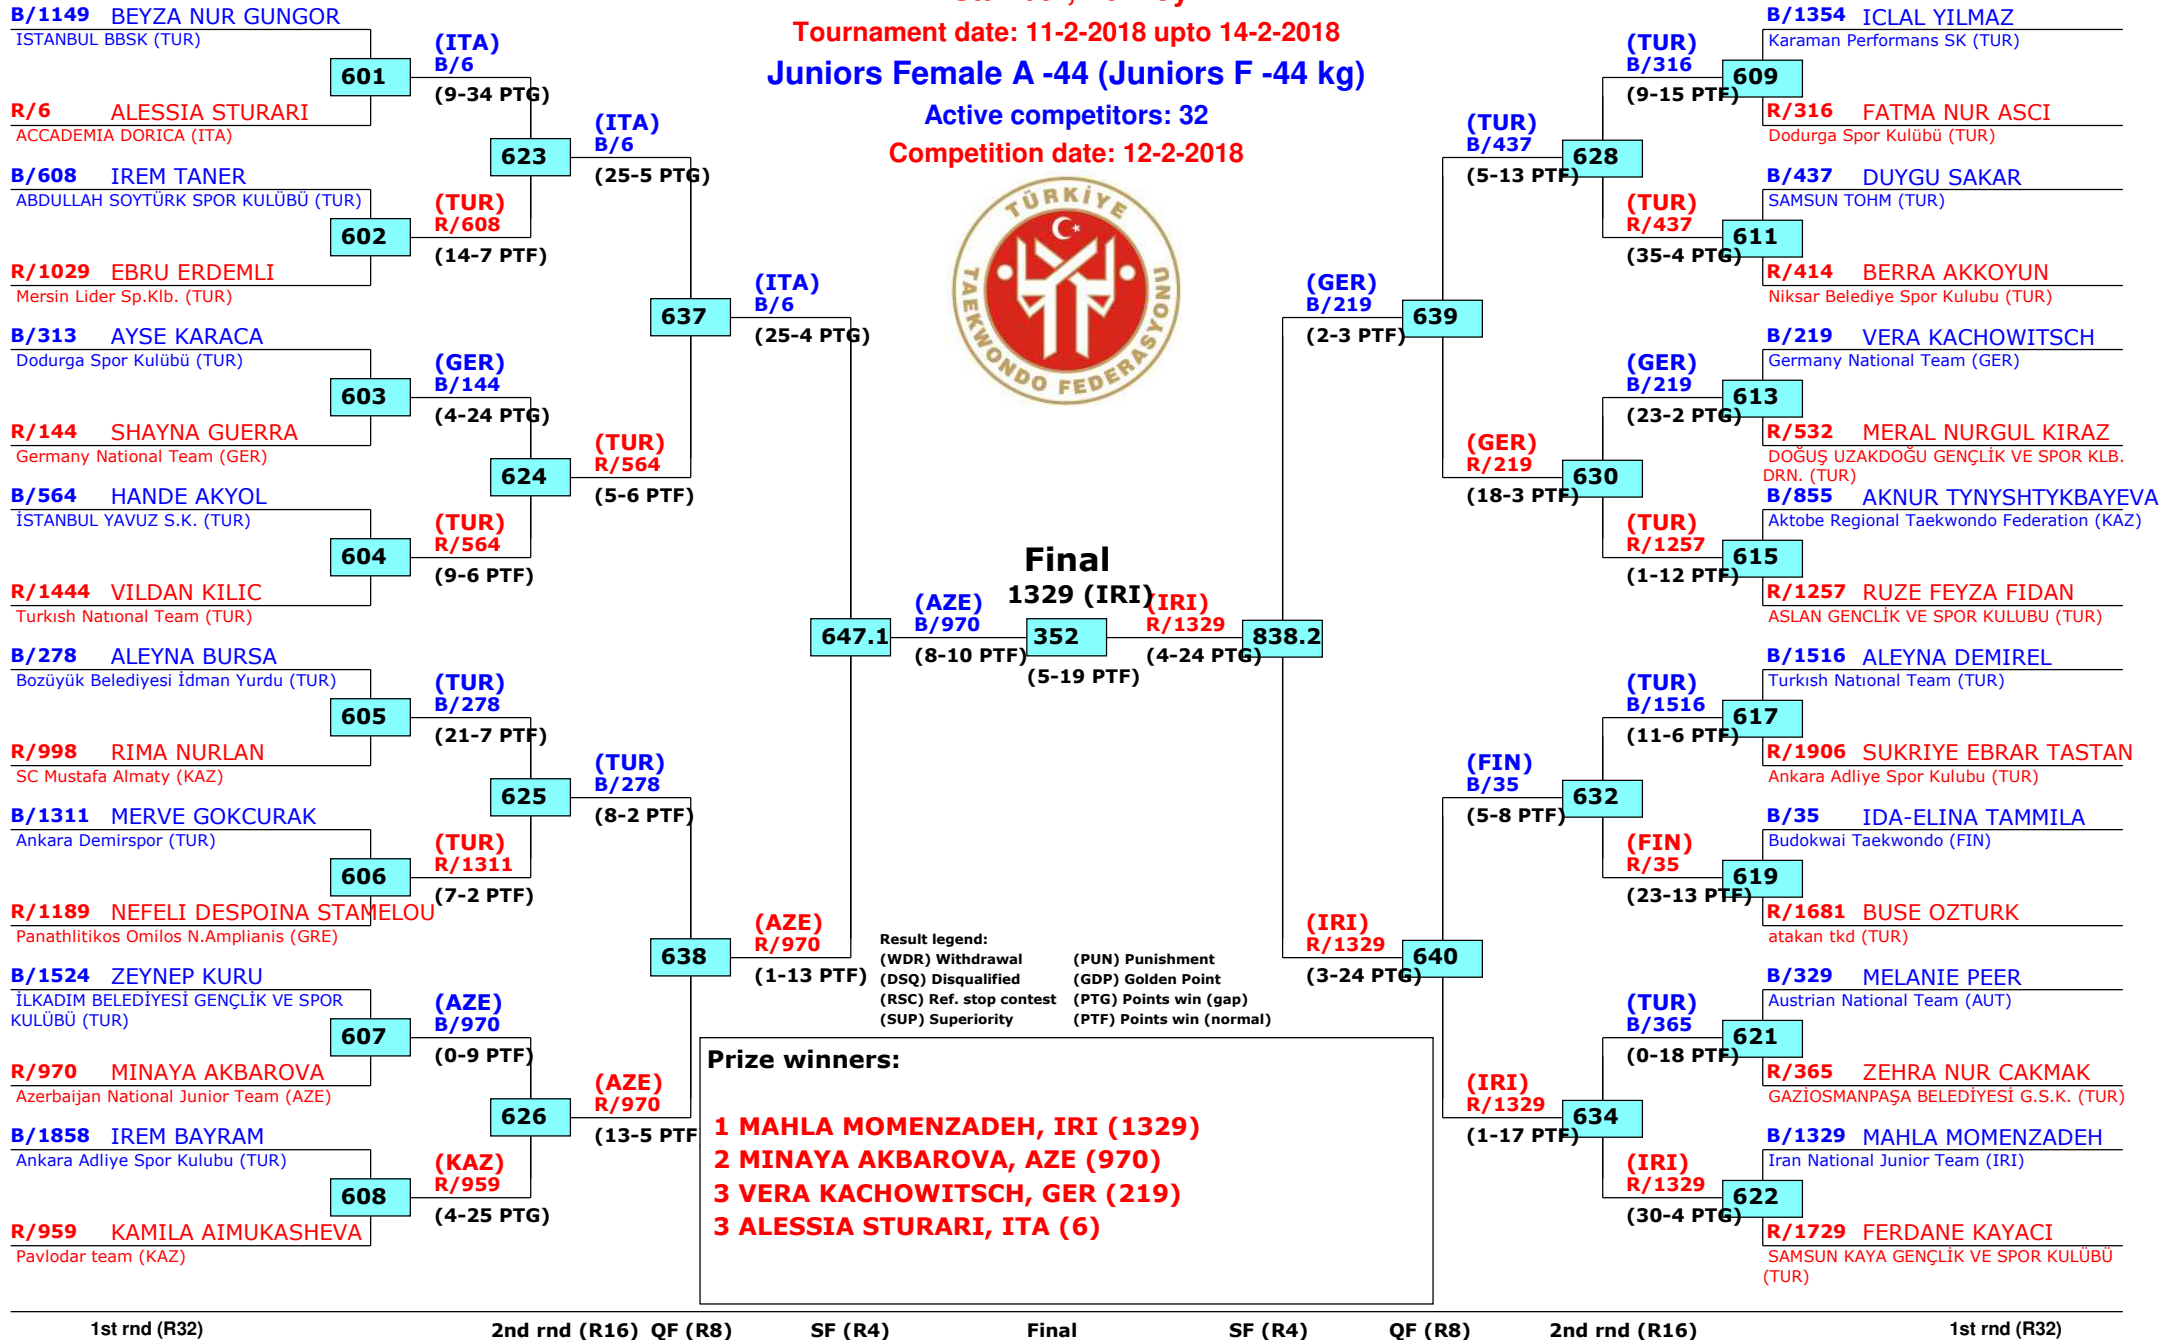 Tournament date: 11-2-2018 upto 14-2-2018
Juniors Female A -44 (Juniors F -44 kg)
Active competitors: 32
Competition date: 12-2-2018
TÜRKİYE
TAEKWONDO FEDERASYONU
B/1149 BEYZA NUR GUNGOR
ISTANBUL BBSK (TUR)
601
R/6 ALESSIA STURARI
ACCADEMIA DORICA (ITA)
B/608 IREM TANER
ABDULLAH SOYTÜRK SPOR KULÜBÜ (TUR)
602
R/1029 EBRU ERDEMLI
Mersin Lider Sp.Klb. (TUR)
B/313 AYSE KARACA
Dodurga Spor Kulübü (TUR)
603
R/144 SHAYNA GUERRA
Germany National Team (GER)
B/564 HANDE AKYOL
İSTANBUL YAVUZ S.K. (TUR)
604
R/1444 VILDAN KILIC
Turkısh Natıonal Team (TUR)
B/278 ALEYNA BURSA
Bozüyük Belediyesi İdman Yurdu (TUR)
605
R/998 RIMA NURLAN
SC Mustafa Almaty (KAZ)
B/1311 MERVE GOKCURAK
Ankara Demirspor (TUR)
606
R/1189 NEFELI DESPOINA STAMELOU
Panathlitikos Omilos N.Amplianis (GRE)
B/1524 ZEYNEP KURU
İLKADIM BELEDİYESİ GENÇLİK VE SPOR
KULÜBÜ (TUR)
607
R/970 MINAYA AKBAROVA
Azerbaijan National Junior Team (AZE)
B/1858 IREM BAYRAM
Ankara Adliye Spor Kulubu (TUR)
608
R/959 KAMILA AIMUKASHEVA
Pavlodar team (KAZ)
(ITA)
B/6
(9-34 PTG)
623
(TUR)
R/608
(14-7 PTF)
(GER)
B/144
(4-24 PTG)
624
(TUR)
R/564
(9-6 PTF)
(TUR)
B/278
(21-7 PTF)
625
(TUR)
R/1311
(7-2 PTF)
(AZE)
B/970
(0-9 PTF)
626
(KAZ)
R/959
(4-25 PTG)
(ITA)
B/6
(25-5 PTG)
637
(TUR)
R/564
(5-6 PTF)
(TUR)
B/278
(8-2 PTF)
638
(AZE)
R/970
(13-5 PTF
(ITA)
B/6
(25-4 PTG)
647.1
(AZE)
R/970
(1-13 PTF)
(AZE)
B/970
(8-10 PTF)
Final
1329 (IRI)
352
(5-19 PTF)
(IRI)
R/1329
(4-24 PTG)
838.2
(GER)
B/219
(2-3 PTF)
639
(IRI)
R/1329
(3-24 PTG)
640
(TUR)
B/437
(5-13 PTF)
628
(GER)
R/219
(18-3 PTF)
630
(FIN)
B/35
(5-8 PTF)
632
(IRI)
R/1329
(1-17 PTF)
634
(TUR)
B/316
(9-15 PTF)
(TUR)
R/437
(35-4 PTG)
(GER)
B/219
(23-2 PTG)
(TUR)
R/1257
(1-12 PTF)
(TUR)
B/1516
(11-6 PTF)
(FIN)
R/35
(23-13 PTF)
(TUR)
B/365
(0-18 PTF)
(IRI)
R/1329
(30-4 PTG)
B/1354 ICLAL YILMAZ
Karaman Performans SK (TUR)
609
R/316 FATMA NUR ASCI
Dodurga Spor Kulübü (TUR)
B/437 DUYGU SAKAR
SAMSUN TOHM (TUR)
611
R/414 BERRA AKKOYUN
Niksar Belediye Spor Kulubu (TUR)
B/219 VERA KACHOWITSCH
Germany National Team (GER)
613
R/532 MERAL NURGUL KIRAZ
DOĞUŞ UZAKDOĞU GENÇLİK VE SPOR KLB.
DRN. (TUR)
B/855 AKNUR TYNYSHTYKBAYEVA
Aktobe Regional Taekwondo Federation (KAZ)
615
R/1257 RUZE FEYZA FIDAN
ASLAN GENCLİK VE SPOR KULUBU (TUR)
B/1516 ALEYNA DEMIREL
Turkısh Natıonal Team (TUR)
617
R/1906 SUKRIYE EBRAR TASTAN
Ankara Adliye Spor Kulubu (TUR)
B/35 IDA-ELINA TAMMILA
Budokwai Taekwondo (FIN)
619
R/1681 BUSE OZTURK
atakan tkd (TUR)
B/329 MELANIE PEER
Austrian National Team (AUT)
621
R/365 ZEHRA NUR CAKMAK
GAZİOSMANPAŞA BELEDİYESİ G.S.K. (TUR)
B/1329 MAHLA MOMENZADEH
Iran National Junior Team (IRI)
622
R/1729 FERDANE KAYACI
SAMSUN KAYA GENÇLİK VE SPOR KULÜBÜ
(TUR)
Result legend:
(WDR) Withdrawal (PUN) Punishment
(DSQ) Disqualified (GDP) Golden Point
(RSC) Ref. stop contest (PTG) Points win (gap)
(SUP) Superiority (PTF) Points win (normal)
Prize winners:
1 MAHLA MOMENZADEH, IRI (1329)
2 MINAYA AKBAROVA, AZE (970)
3 VERA KACHOWITSCH, GER (219)
3 ALESSIA STURARI, ITA (6)
1st rnd (R32) 2nd rnd (R16) QF (R8) SF (R4) Final SF (R4) QF (R8) 2nd rnd (R16) 1st rnd (R32)